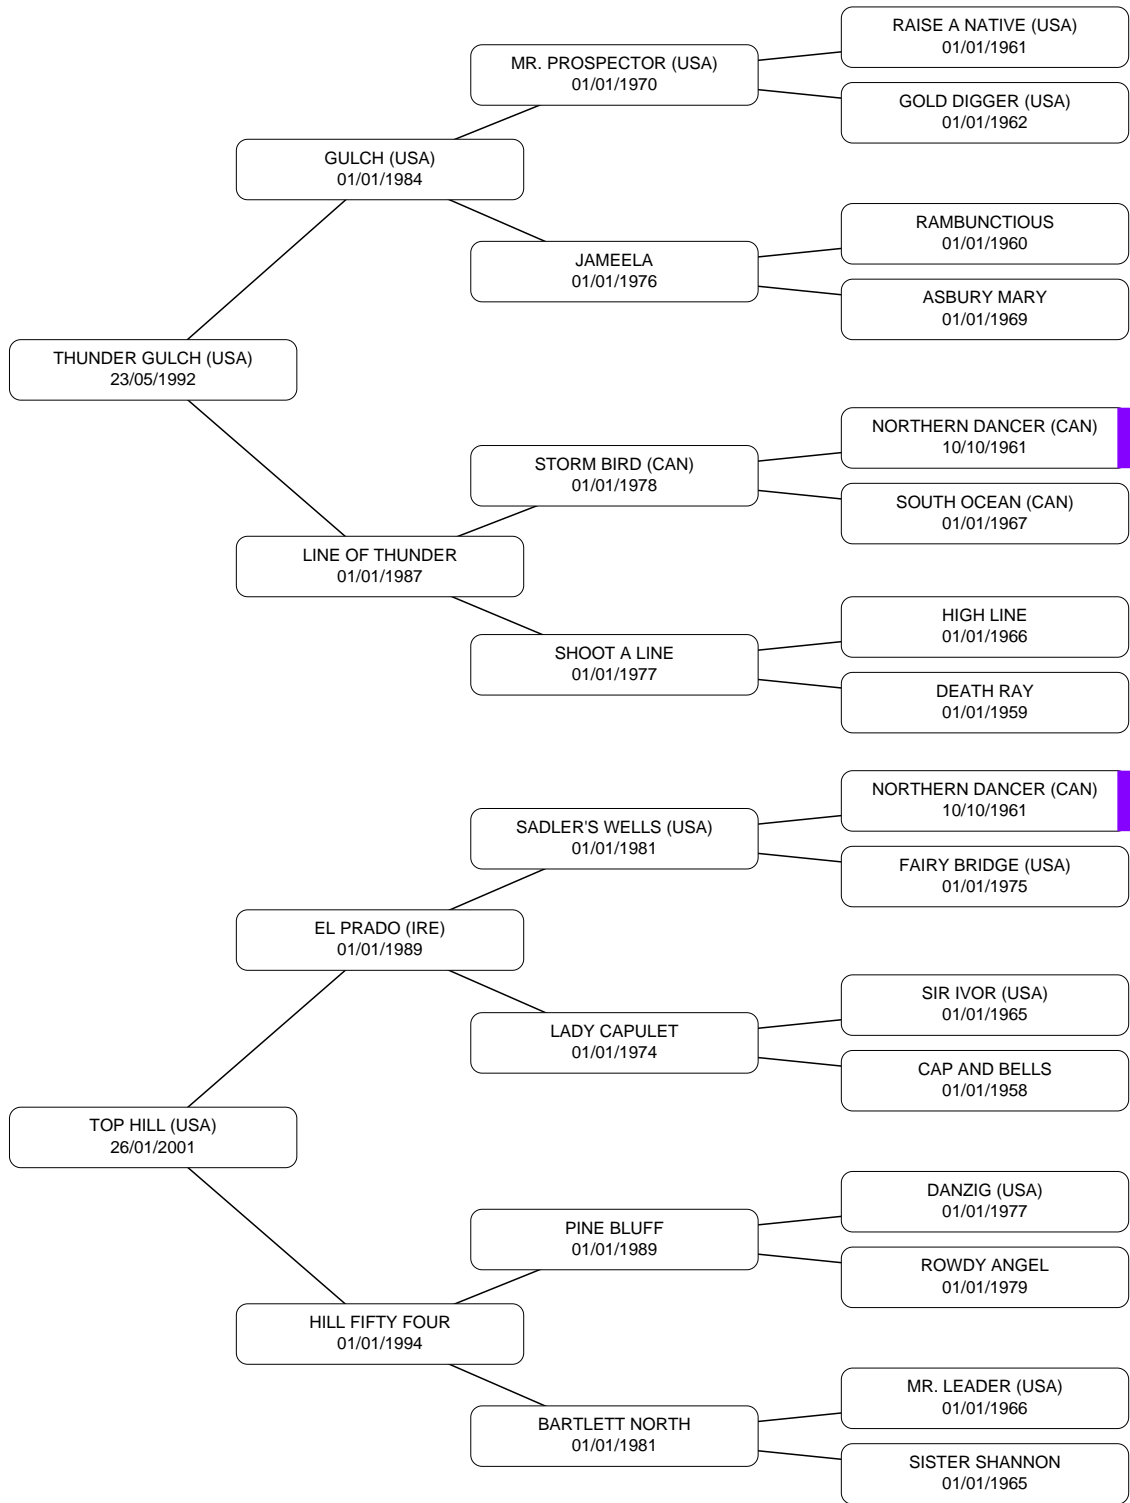 RAISE A NATIVE (USA)
01/01/1961
MR. PROSPECTOR (USA)
01/01/1970
GOLD DIGGER (USA)
01/01/1962
GULCH (USA)
01/01/1984
RAMBUNCTIOUS
01/01/1960
JAMEELA
01/01/1976
ASBURY MARY
01/01/1969
THUNDER GULCH (USA)
23/05/1992
NORTHERN DANCER (CAN)
10/10/1961
STORM BIRD (CAN)
01/01/1978
SOUTH OCEAN (CAN)
01/01/1967
LINE OF THUNDER
01/01/1987
HIGH LINE
01/01/1966
SHOOT A LINE
01/01/1977
DEATH RAY
01/01/1959
NORTHERN DANCER (CAN)
10/10/1961
SADLER'S WELLS (USA)
01/01/1981
FAIRY BRIDGE (USA)
01/01/1975
EL PRADO (IRE)
01/01/1989
SIR IVOR (USA)
01/01/1965
LADY CAPULET
01/01/1974
CAP AND BELLS
01/01/1958
TOP HILL (USA)
26/01/2001
DANZIG (USA)
01/01/1977
PINE BLUFF
01/01/1989
ROWDY ANGEL
01/01/1979
HILL FIFTY FOUR
01/01/1994
MR. LEADER (USA)
01/01/1966
BARTLETT NORTH
01/01/1981
SISTER SHANNON
01/01/1965